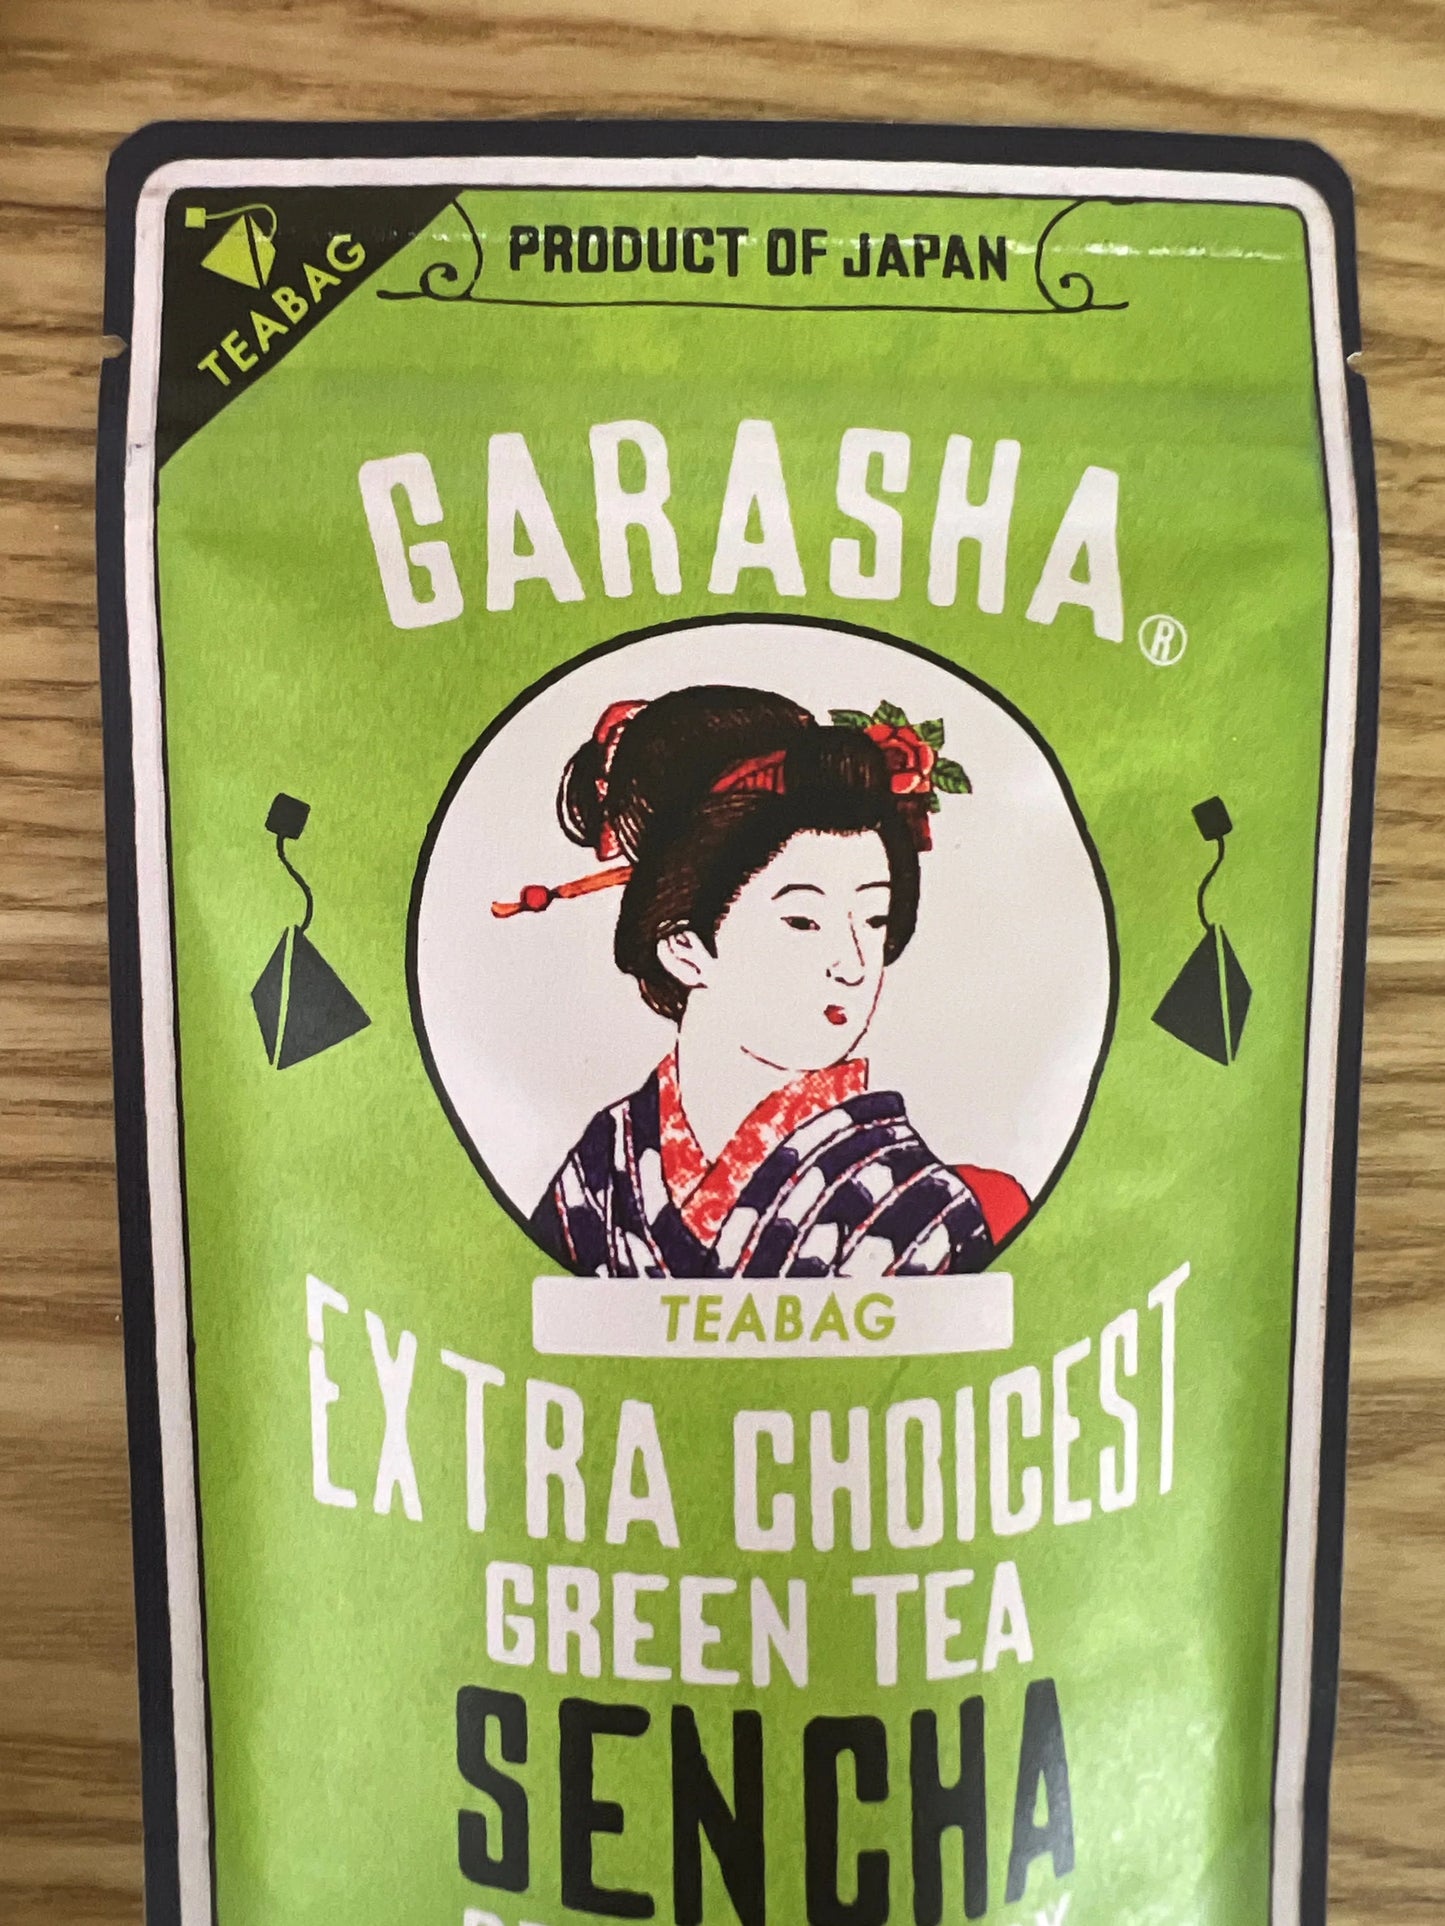 PRODUCT OF JAPAN
TEABAG
GARASHA®
TEABAG
EXTRA CHOICEST
GREEN TEA
SENCHA